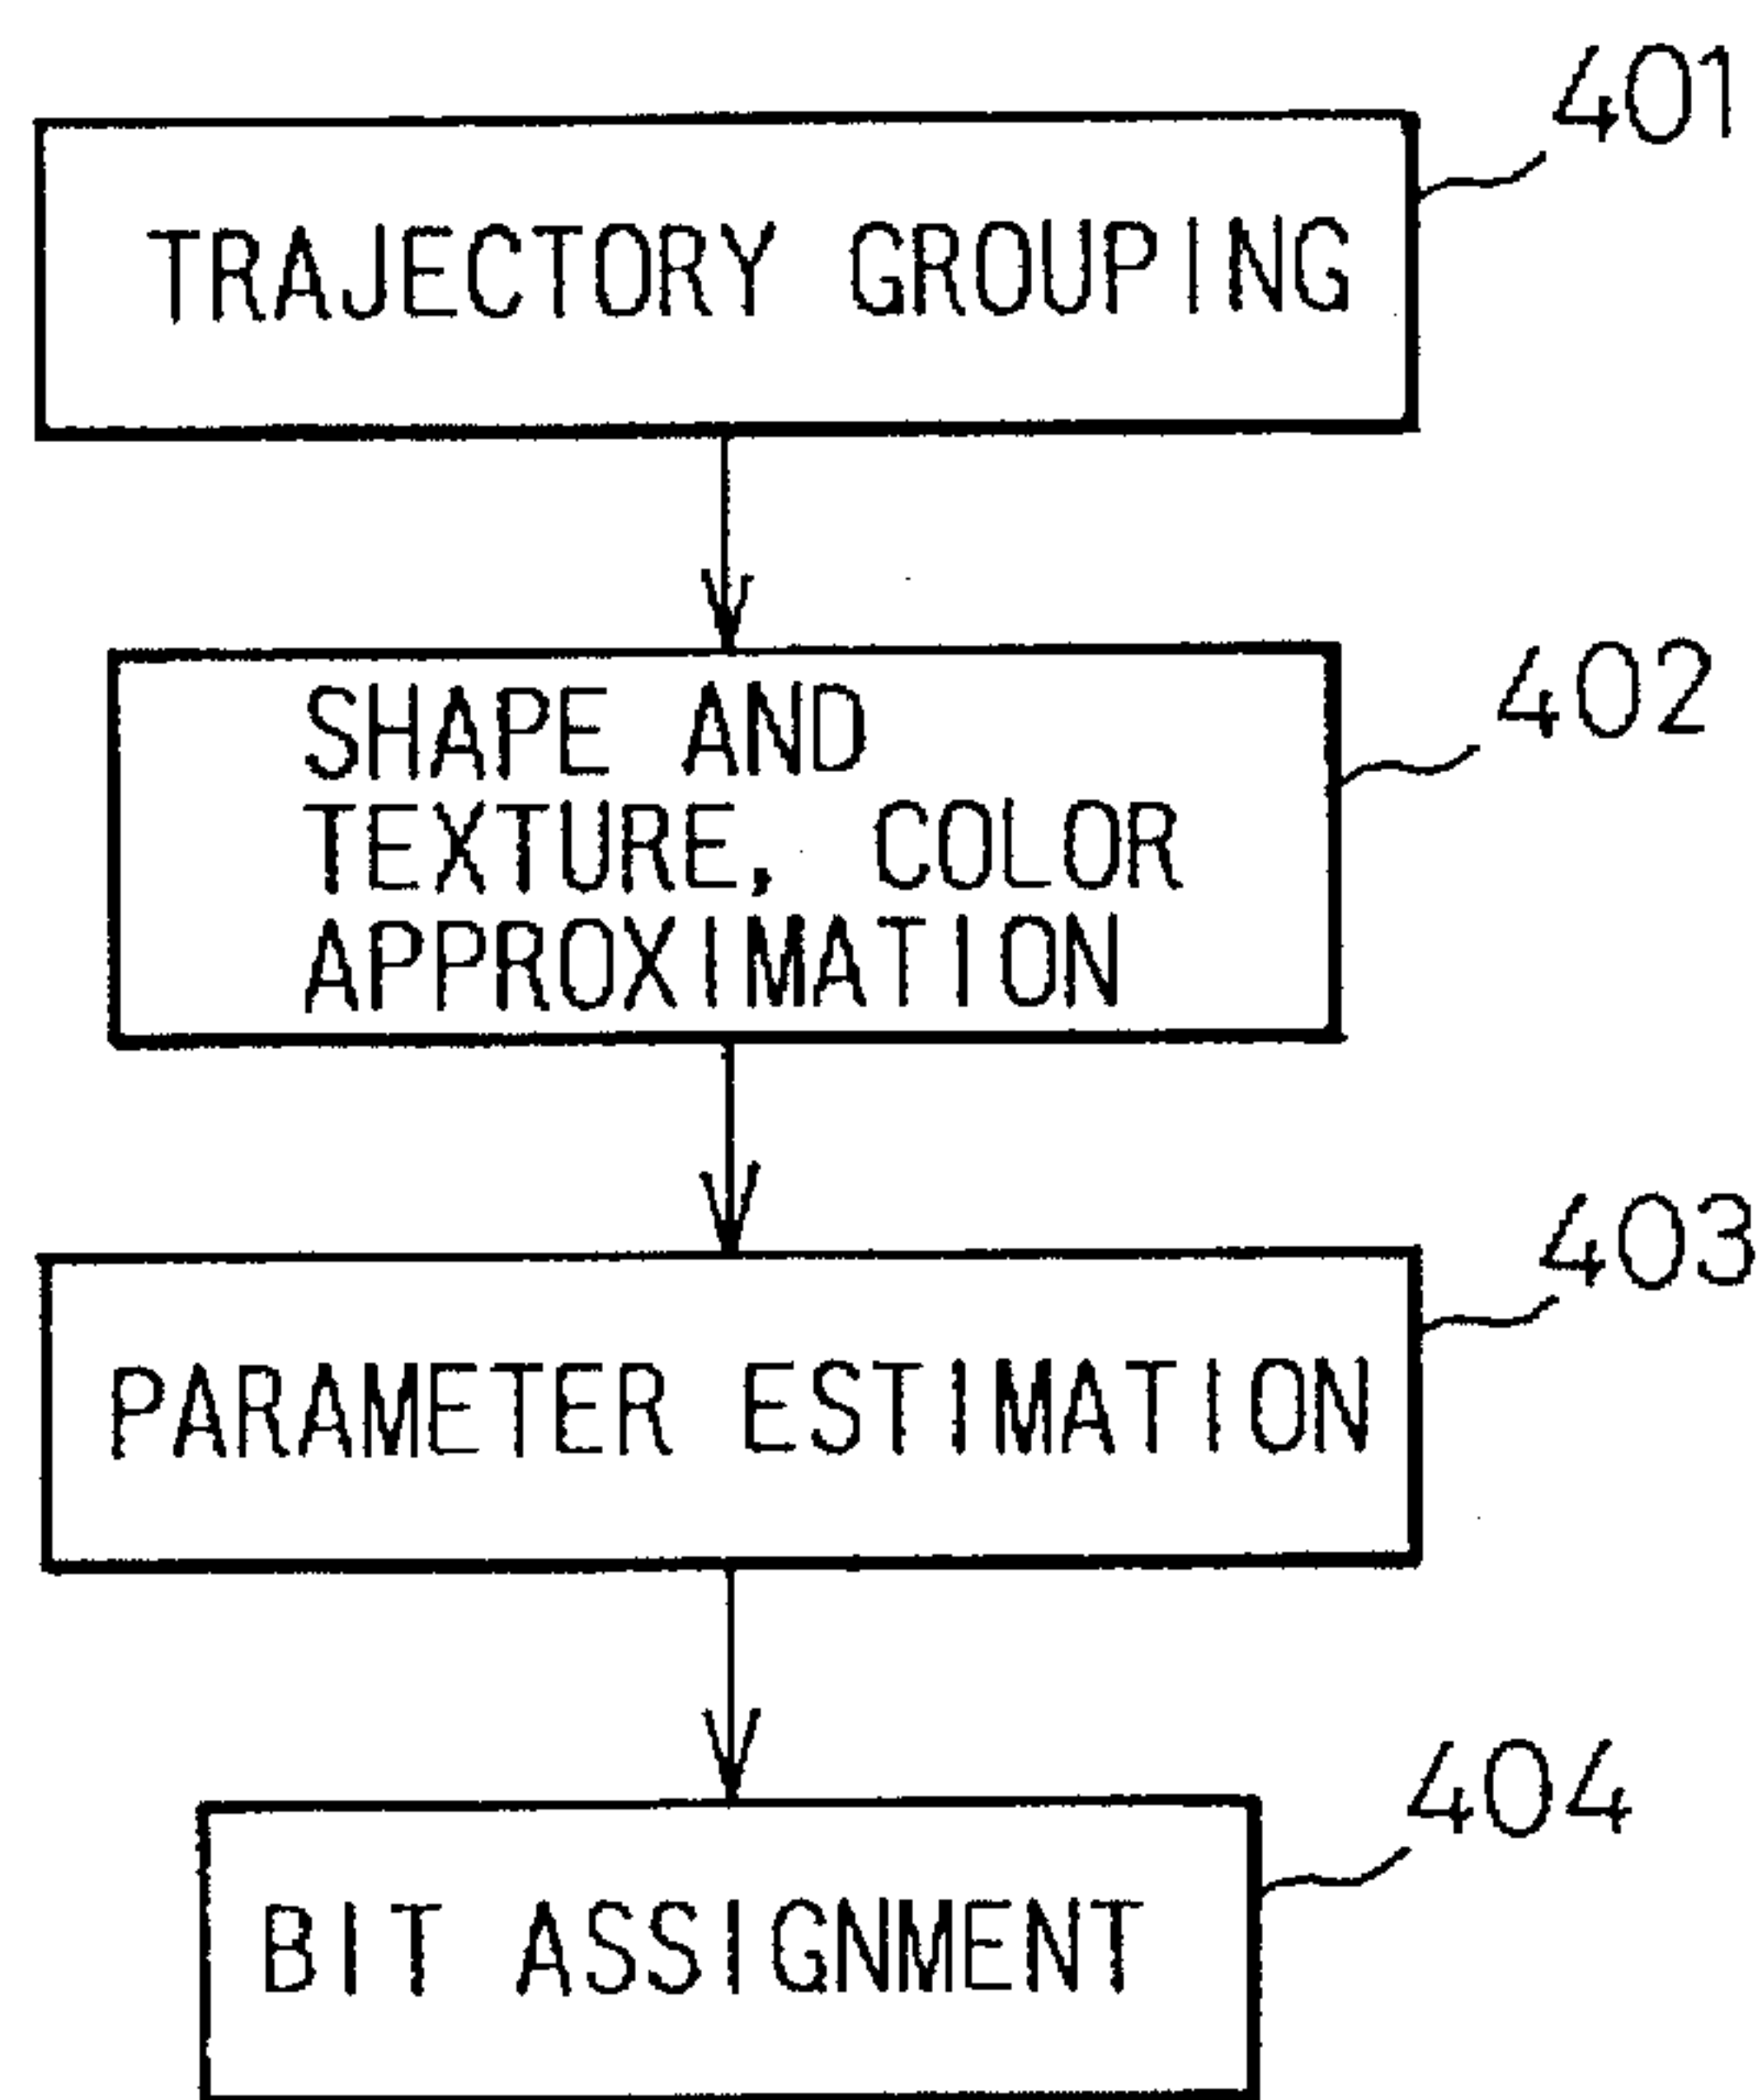 401
TRAJECTORY GROUPING
402
SHAPE AND
TEXTURE, COLOR
APPROXIMATION
403
PARAMETER ESTIMATION
404
BIT ASSIGNMENT